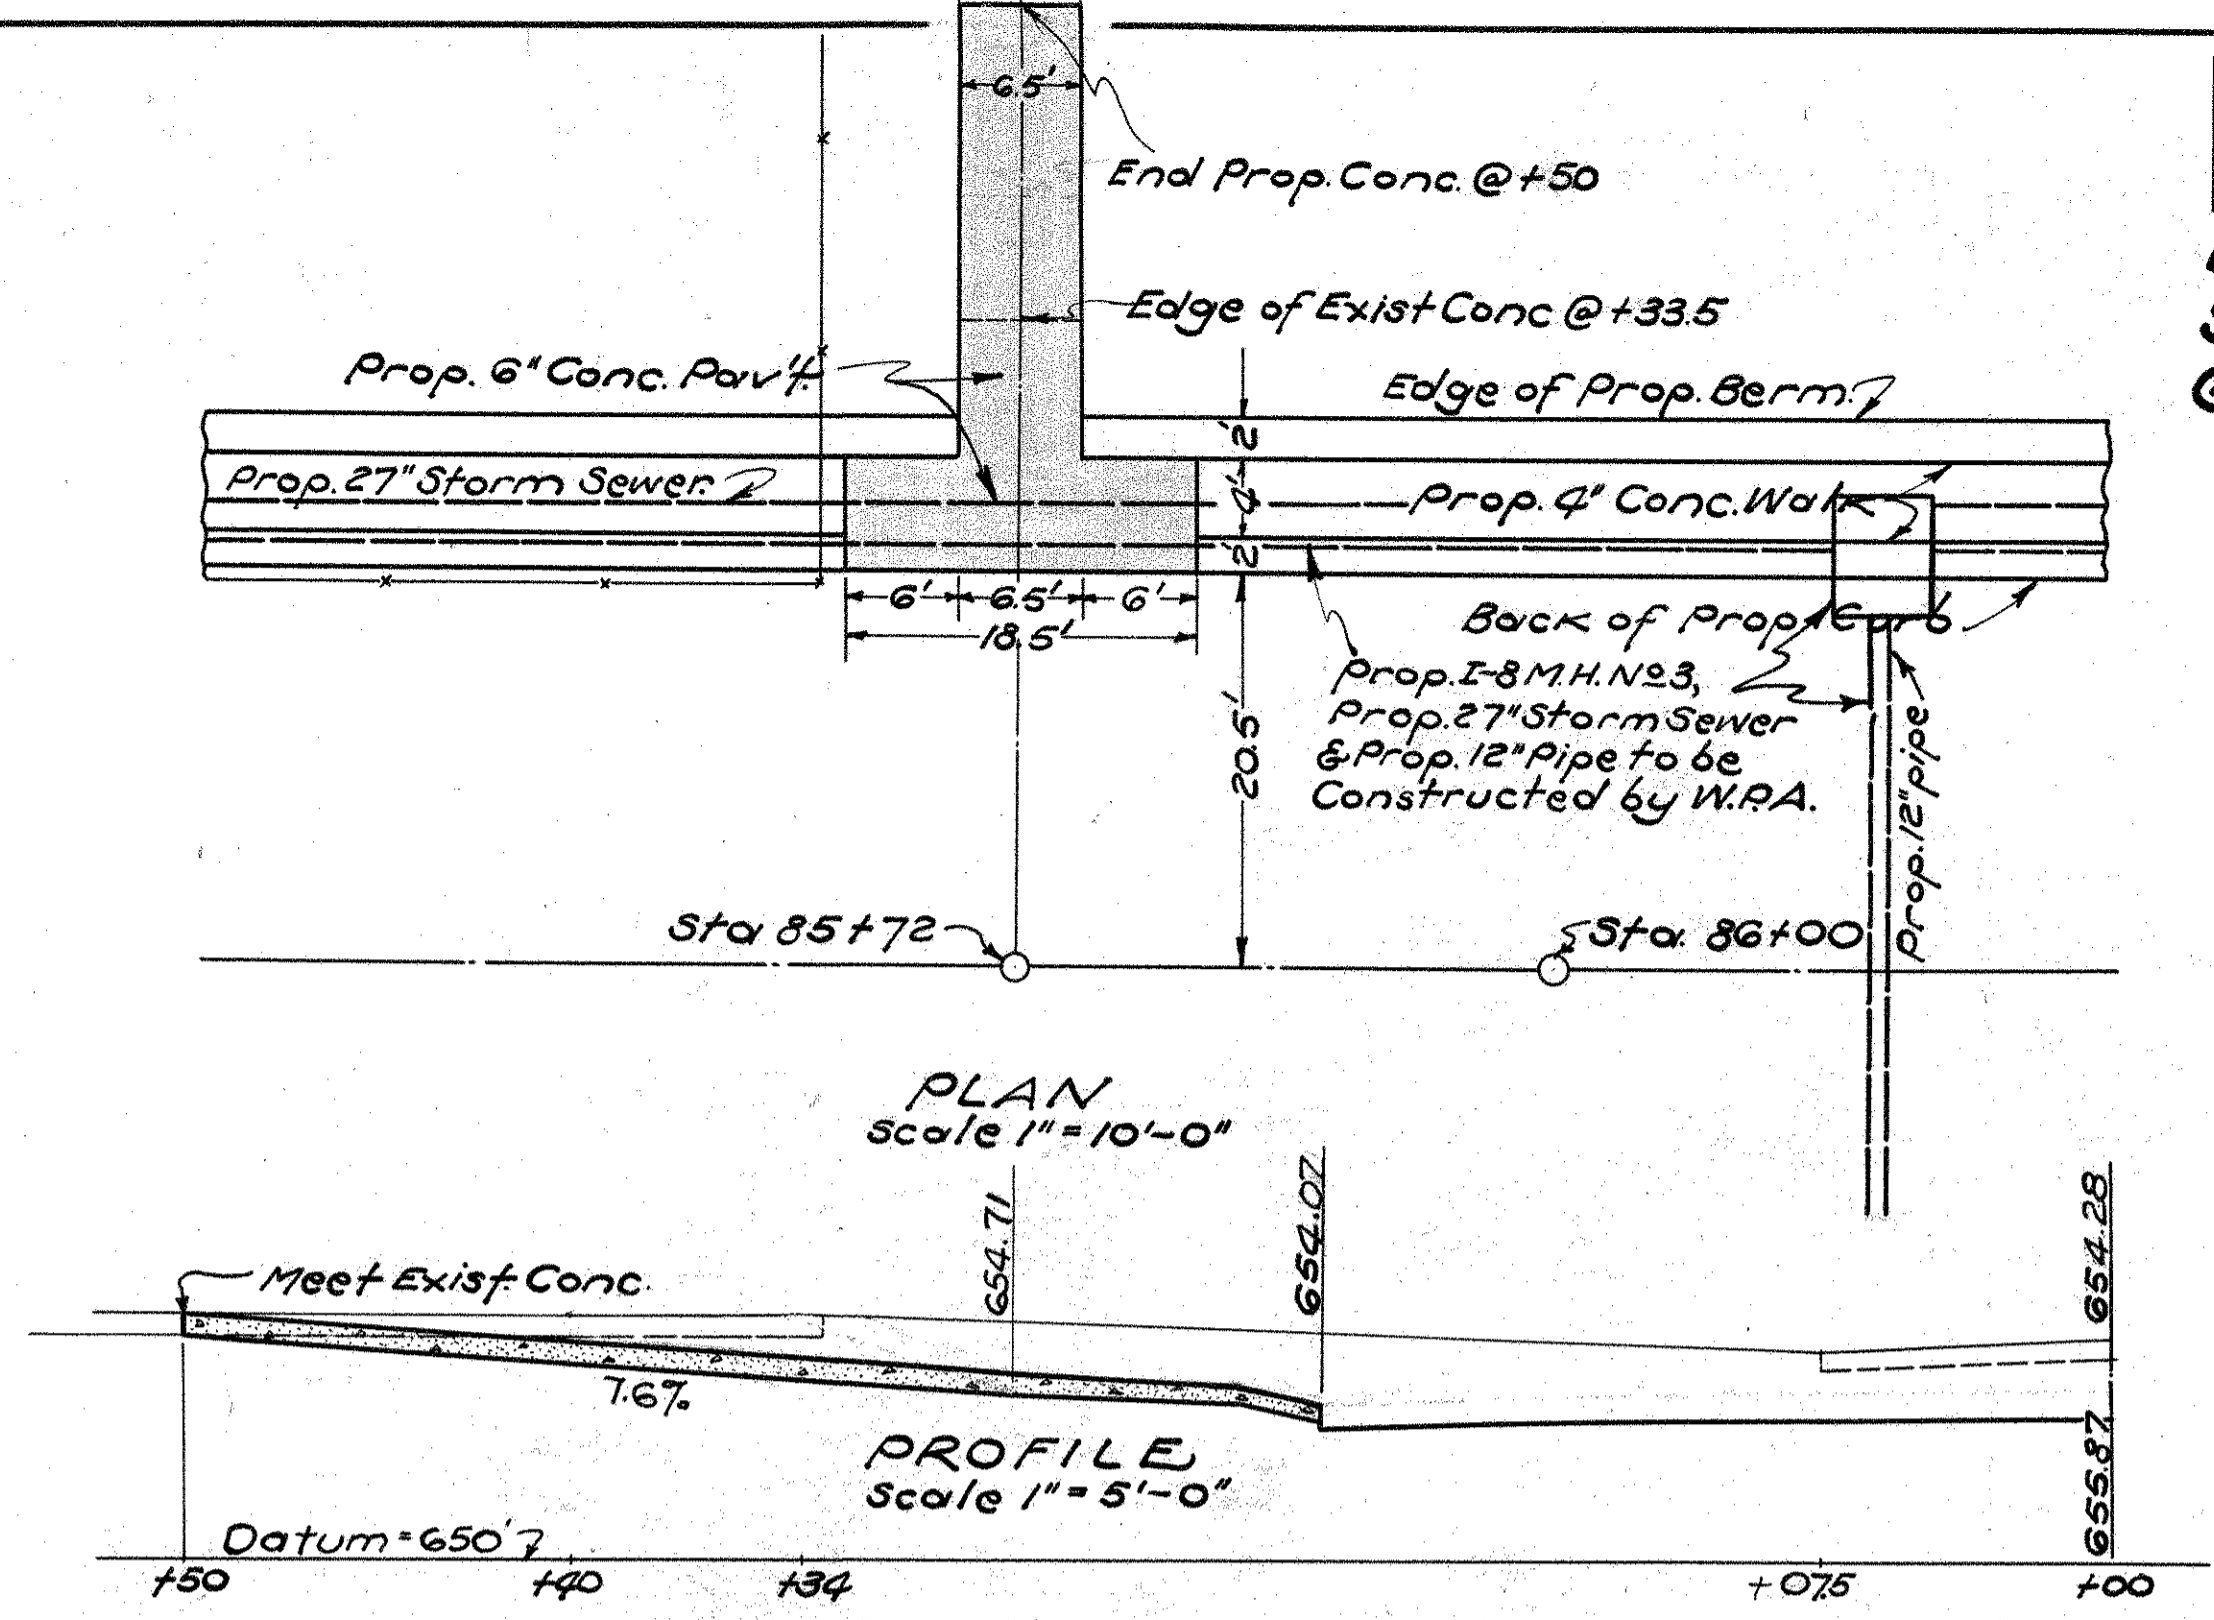 6.5'
End Prop. Conc. @ +50
Edge of Exist Conc @ +33.5
Prop. 6" Conc. Pav't.
Edge of Prop. Berm.
2'
Prop. 27" Storm Sewer.
4'
Prop. 4" Conc. Walk
2'
6' 6.5' 6'
18.5'
Back of Prop. Curb
Prop. I-8 M.H. Nº 3,
Prop. 27" Storm Sewer
& Prop. 12" Pipe to be
Constructed by W.P.A.
20.5'
Prop. 12" pipe
Sta 85+72
Sta. 86+00
PLAN
scale 1" = 10'-0"
654.71
654.07
654.28
Meet Exist. Conc.
7.6%
PROFILE
scale 1" = 5'-0"
655.87
Datum = 650'
+50 +40 +34 +07.5 +00